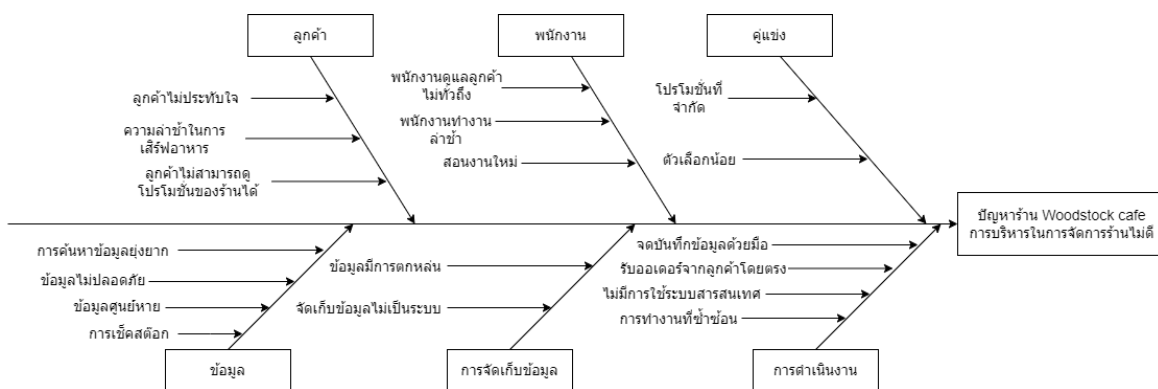 ลูกค้า
พนักงาน
คู่แข่ง
ลูกค้าไม่ประทับใจ
ความล่าช้าในการ
เสิร์ฟอาหาร
ลูกค้าไม่สามารถดู
โปรโมชั่นของร้านได้
พนักงานดูแลลูกค้า
ไม่ทั่วถึง
พนักงานทำงาน
ล่าช้า
สอนงานใหม่
โปรโมชั่นที่
จำกัด
ตัวเลือกน้อย
ปัญหาร้าน Woodstock cafe
การบริหารในการจัดการร้านไม่ดี
การค้นหาข้อมูลยุ่งยาก
ข้อมูลไม่ปลอดภัย
ข้อมูลศูนย์หาย
การเช็คสต๊อก
ข้อมูลมีการตกหล่น
จัดเก็บข้อมูลไม่เป็นระบบ
จดบันทึกข้อมูลด้วยมือ
รับออเดอร์จากลูกค้าโดยตรง
ไม่มีการใช้ระบบสารสนเทศ
การทำงานที่ซ้ำซ้อน
ข้อมูล
การจัดเก็บข้อมูล
การดำเนินงาน